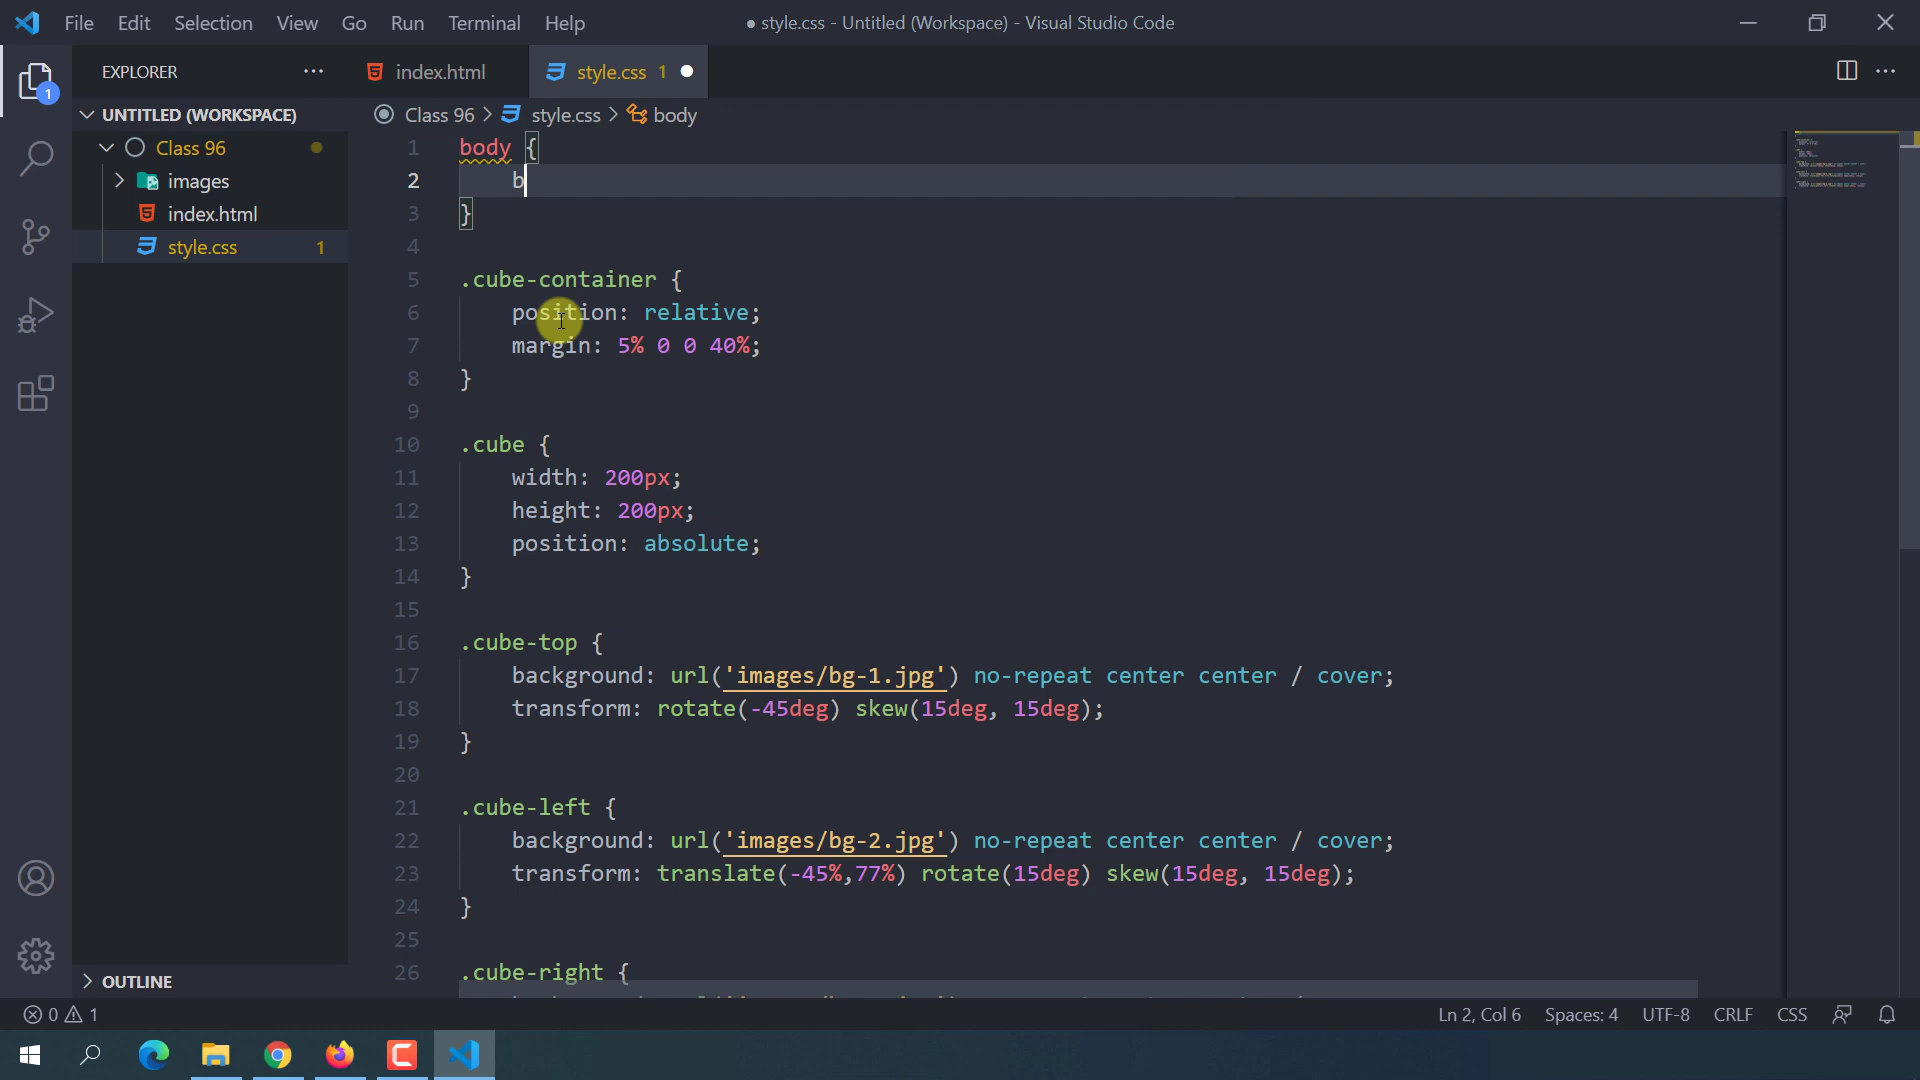 File Edit Selection View Go Run Terminal Help
● style.css - Untitled (Workspace) - Visual Studio Code
EXPLORER
index.html
style.css 1
UNTITLED (WORKSPACE)
Class 96 > style.css > body
Class 96
images
index.html
style.css 1
1 body {
2 b
3 }
4
5 .cube-container {
6 position: relative;
7 margin: 5% 0 0 40%;
8 }
9
10 .cube {
11 width: 200px;
12 height: 200px;
13 position: absolute;
14 }
15
16 .cube-top {
17 background: url('images/bg-1.jpg') no-repeat center center / cover;
18 transform: rotate(-45deg) skew(15deg, 15deg);
19 }
20
21 .cube-left {
22 background: url('images/bg-2.jpg') no-repeat center center / cover;
23 transform: translate(-45%,77%) rotate(15deg) skew(15deg, 15deg);
24 }
25
26 .cube-right {
OUTLINE
1
0 1
Ln 2, Col 6 Spaces: 4 UTF-8 CRLF CSS